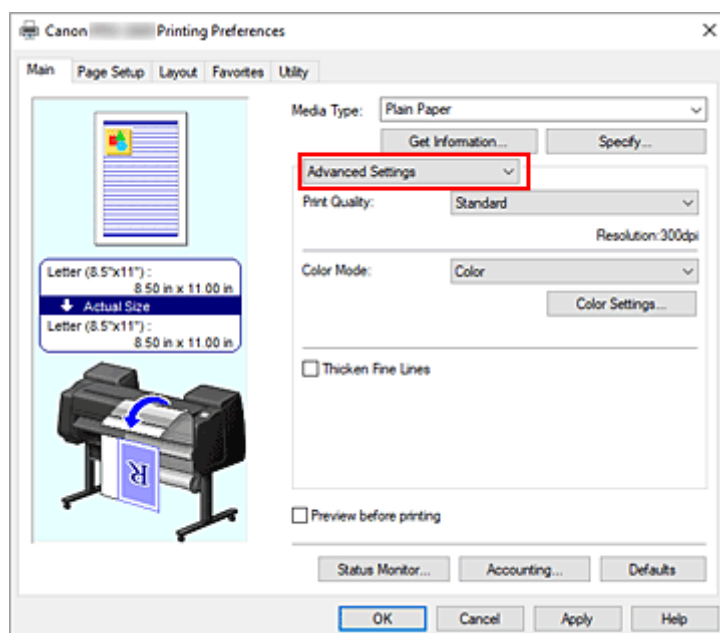 Canon Printing Preferences
Main Page Setup Layout Favorites Utility
Media Type: Plain Paper
Get Information... Specify...
Advanced Settings
Print Quality: Standard
Resolution:300dpi
Color Mode: Color
Color Settings...
Thicken Fine Lines
Letter (8.5"x11") :
8.50 in x 11.00 in
Actual Size
Letter (8.5"x11") :
8.50 in x 11.00 in
R
Preview before printing
Status Monitor... Accounting... Defaults
OK Cancel Apply Help